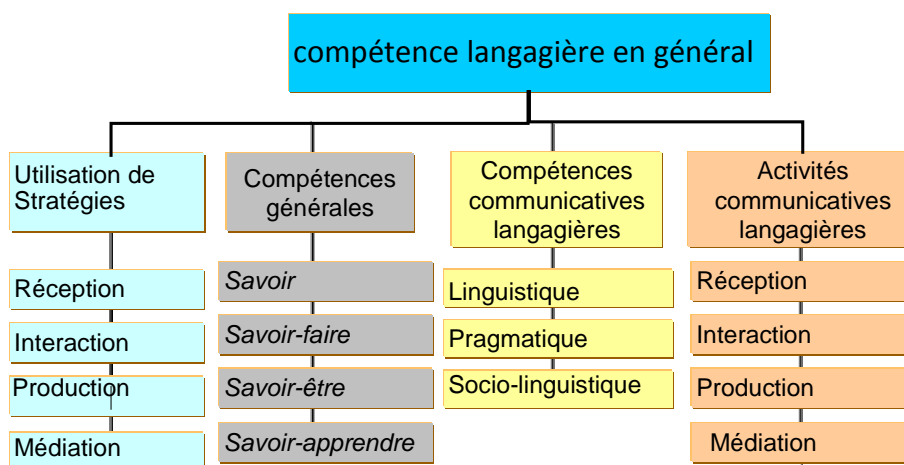 compétence langagière en général
Utilisation de
Stratégies
Réception
Interaction
Production
Médiation
Compétences
générales
Savoir
Savoir-faire
Savoir-être
Savoir-apprendre
Compétences
communicatives
langagières
Linguistique
Pragmatique
Socio-linguistique
Activités
communicatives
langagières
Réception
Interaction
Production
Médiation